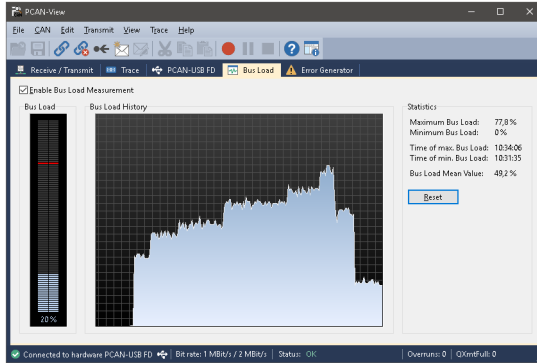 PCAN-View
File CAN Edit Transmit View Trace Help
Receive / Transmit Trace PCAN-USB FD Bus Load Error Generator
Enable Bus Load Measurement
Bus Load
Bus Load History
Statistics
Maximum Bus Load: 77,8 %
Minimum Bus Load: 0 %
Time of max. Bus Load: 10:34:06
Time of min. Bus Load: 10:31:35
Bus Load Mean Value: 49,2 %
Reset
20 %
Connected to hardware PCAN-USB FD Bit rate: 1 MBit/s / 2 MBit/s Status: OK Overruns: 0 QXmtFull: 0